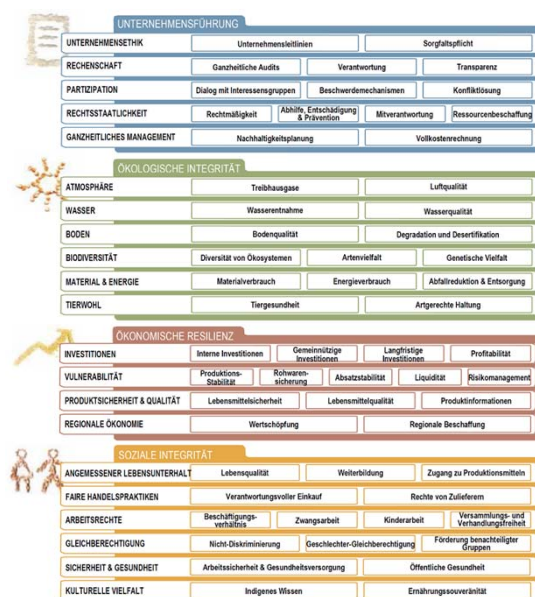 UNTERNEHMENSFÜHRUNG
UNTERNEHMENSETHIK Unternehmensleitlinien Sorgfaltspflicht
RECHENSCHAFT Ganzheitliche Audits Verantwortung Transparenz
PARTIZIPATION Dialog mit Interessensgruppen Beschwerdemechanismen Konfliktlösung
RECHTSSTAATLICHKEIT Rechtmäßigkeit Abhilfe, Entschädigung & Prävention Mitverantwortung Ressourcenbeschaffung
GANZHEITLICHES MANAGEMENT Nachhaltigkeitsplanung Vollkostenrechnung
ÖKOLOGISCHE INTEGRITÄT
ATMOSPHÄRE Treibhausgase Luftqualität
WASSER Wasserentnahme Wasserqualität
BODEN Bodenqualität Degradation und Desertifikation
BIODIVERSITÄT Diversität von Ökosystemen Artenvielfalt Genetische Vielfalt
MATERIAL & ENERGIE Materialverbrauch Energieverbrauch Abfallreduktion & Entsorgung
TIERWOHL Tiergesundheit Artgerechte Haltung
ÖKONOMISCHE RESILIENZ
INVESTITIONEN Interne Investitionen Gemeinnützige Investitionen Langfristige Investitionen Profitabilität
VULNERABILITÄT Produktions-Stabilität Rohwaren-sicherung Absatzstabilität Liquidität Risikomanagement
PRODUKTSICHERHEIT & QUALITÄT Lebensmittelsicherheit Lebensmittelqualität Produktinformationen
REGIONALE ÖKONOMIE Wertschöpfung Regionale Beschaffung
SOZIALE INTEGRITÄT
ANGEMESSENER LEBENSUNTERHALT Lebensqualität Weiterbildung Zugang zu Produktionsmitteln
FAIRE HANDELSPRAKTIKEN Verantwortungsvoller Einkauf Rechte von Zulieferern
ARBEITSRECHTE Beschäftigungs-verhältnis Zwangsarbeit Kinderarbeit Versammlungs- und Verhandlungsfreiheit
GLEICHBERECHTIGUNG Nicht-Diskriminierung Geschlechter-Gleichberechtigung Förderung benachteiligter Gruppen
SICHERHEIT & GESUNDHEIT Arbeitssicherheit & Gesundheitsversorgung Öffentliche Gesundheit
KULTURELLE VIELFALT Indigenes Wissen Ernährungssouveränität